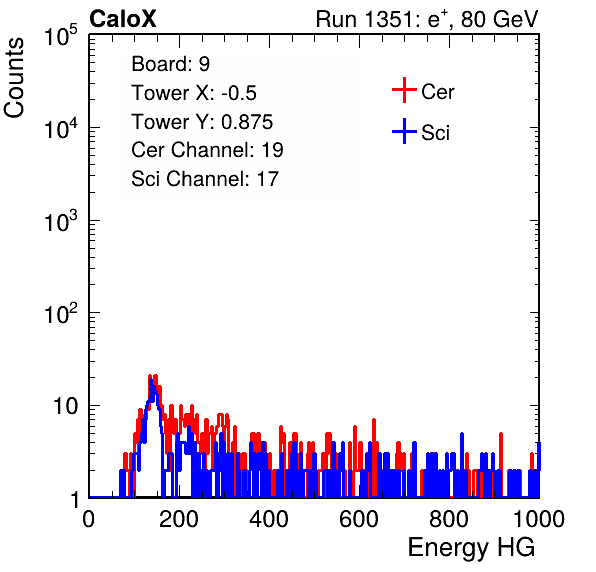 CaloX Run 1351: e⁺, 80 GeV
Counts
Board: 9
Tower X: -0.5
Tower Y: 0.875
Cer Channel: 19
Sci Channel: 17
Cer
Sci
10⁵
10⁴
10³
10²
10
1
0 200 400 600 800 1000
Energy HG